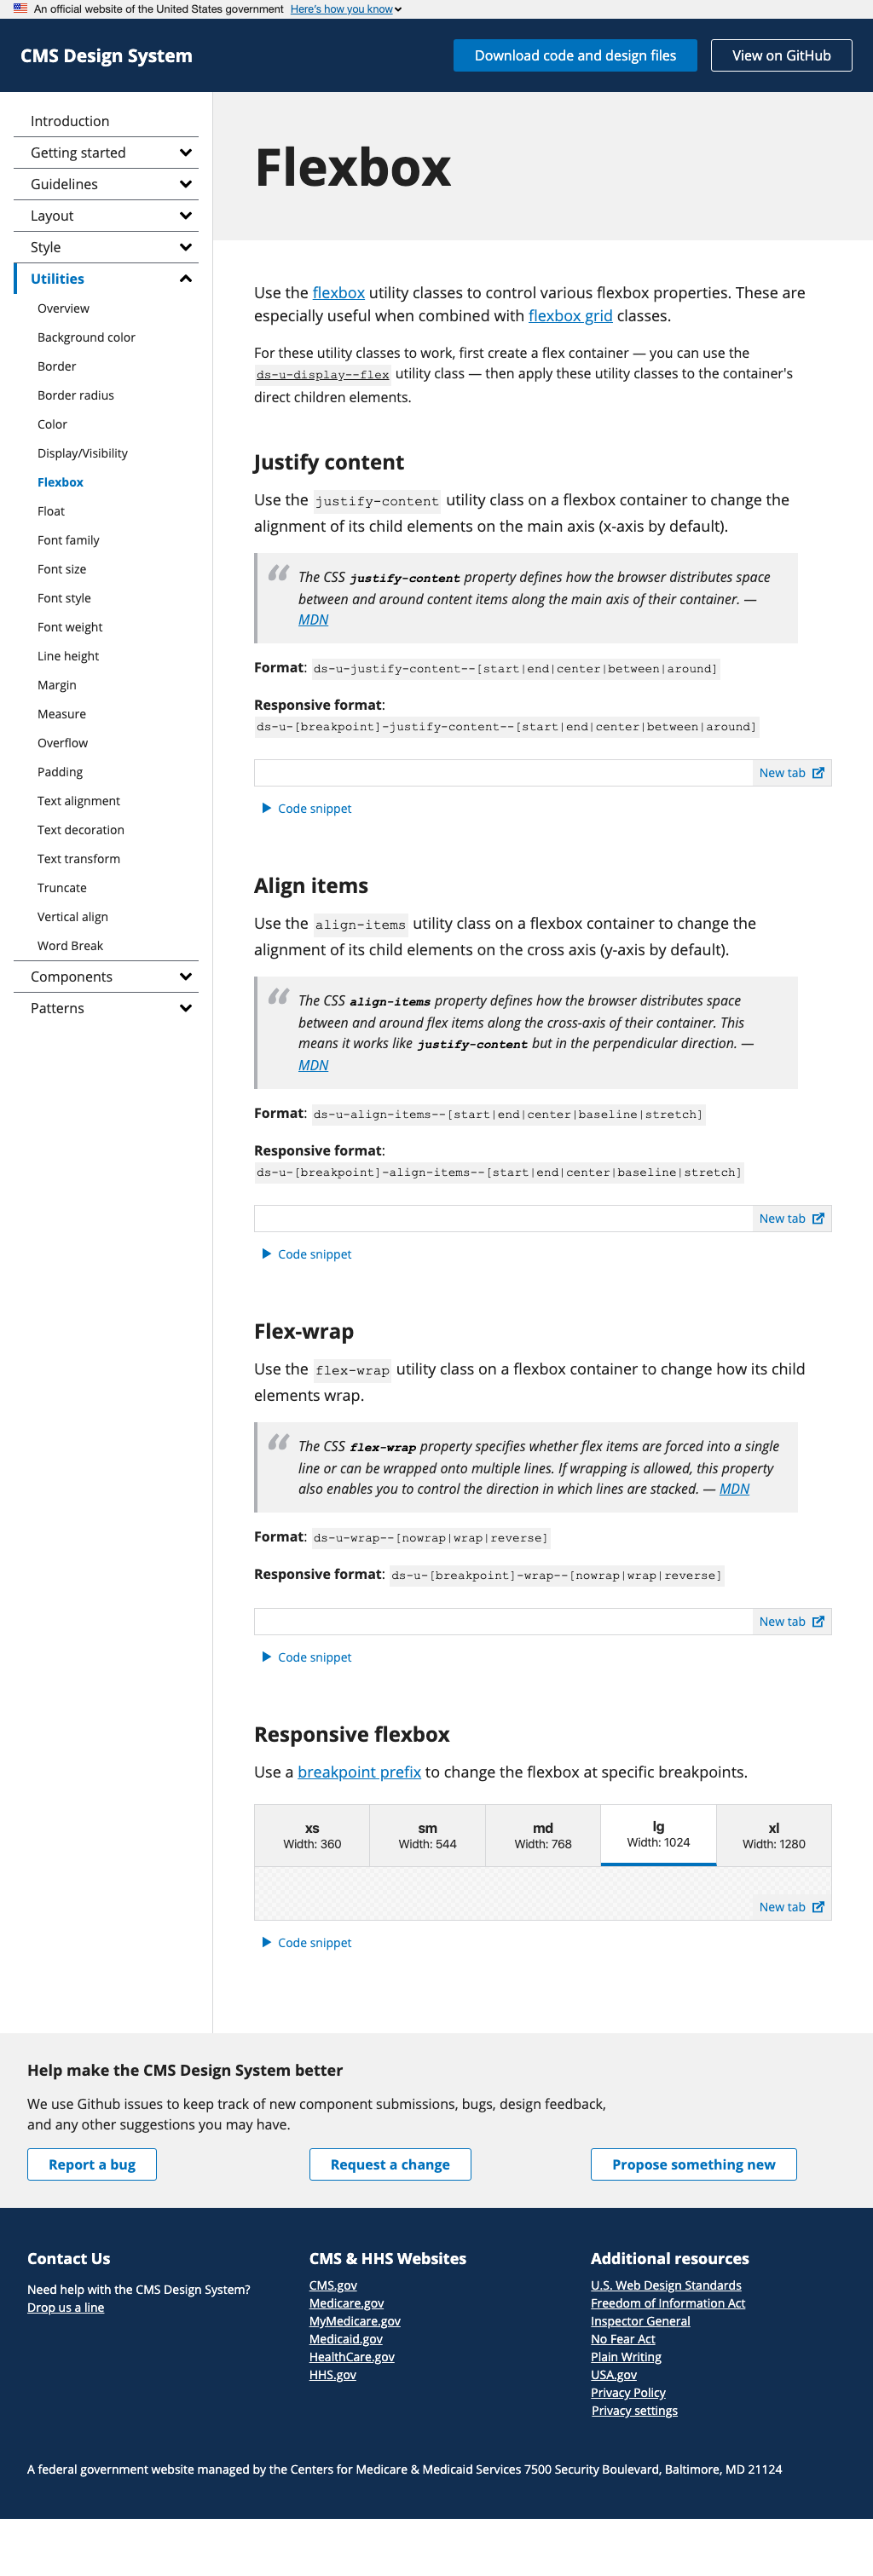 An official website of the United States government Here's how you know
CMS Design System
Download code and design files
View on GitHub
Introduction
Getting started
Guidelines
Layout
Style
Utilities
Overview
Background color
Border
Border radius
Color
Display/Visibility
Flexbox
Float
Font family
Font size
Font style
Font weight
Line height
Margin
Measure
Overflow
Padding
Text alignment
Text decoration
Text transform
Truncate
Vertical align
Word Break
Components
Patterns
Flexbox
Use the flexbox utility classes to control various flexbox properties. These are
especially useful when combined with flexbox grid classes.
For these utility classes to work, first create a flex container — you can use the
ds-u-display--flex utility class — then apply these utility classes to the container's
direct children elements.
Justify content
Use the justify-content utility class on a flexbox container to change the
alignment of its child elements on the main axis (x-axis by default).
“ The CSS justify-content property defines how the browser distributes space
between and around content items along the main axis of their container. —
MDN
Format: ds-u-justify-content--[start|end|center|between|around]
Responsive format:
ds-u-[breakpoint]-justify-content--[start|end|center|between|around]
New tab
Code snippet
Align items
Use the align-items utility class on a flexbox container to change the
alignment of its child elements on the cross axis (y-axis by default).
“ The CSS align-items property defines how the browser distributes space
between and around flex items along the cross-axis of their container. This
means it works like justify-content but in the perpendicular direction. —
MDN
Format: ds-u-align-items--[start|end|center|baseline|stretch]
Responsive format:
ds-u-[breakpoint]-align-items--[start|end|center|baseline|stretch]
New tab
Code snippet
Flex-wrap
Use the flex-wrap utility class on a flexbox container to change how its child
elements wrap.
“ The CSS flex-wrap property specifies whether flex items are forced into a single
line or can be wrapped onto multiple lines. If wrapping is allowed, this property
also enables you to control the direction in which lines are stacked. — MDN
Format: ds-u-wrap--[nowrap|wrap|reverse]
Responsive format: ds-u-[breakpoint]-wrap--[nowrap|wrap|reverse]
New tab
Code snippet
Responsive flexbox
Use a breakpoint prefix to change the flexbox at specific breakpoints.
xs
Width: 360
sm
Width: 544
md
Width: 768
lg
Width: 1024
xl
Width: 1280
New tab
Code snippet
Help make the CMS Design System better
We use Github issues to keep track of new component submissions, bugs, design feedback,
and any other suggestions you may have.
Report a bug
Request a change
Propose something new
Contact Us
Need help with the CMS Design System?
Drop us a line
CMS & HHS Websites
CMS.gov
Medicare.gov
MyMedicare.gov
Medicaid.gov
HealthCare.gov
HHS.gov
Additional resources
U.S. Web Design Standards
Freedom of Information Act
Inspector General
No Fear Act
Plain Writing
USA.gov
Privacy Policy
Privacy settings
A federal government website managed by the Centers for Medicare & Medicaid Services 7500 Security Boulevard, Baltimore, MD 21124